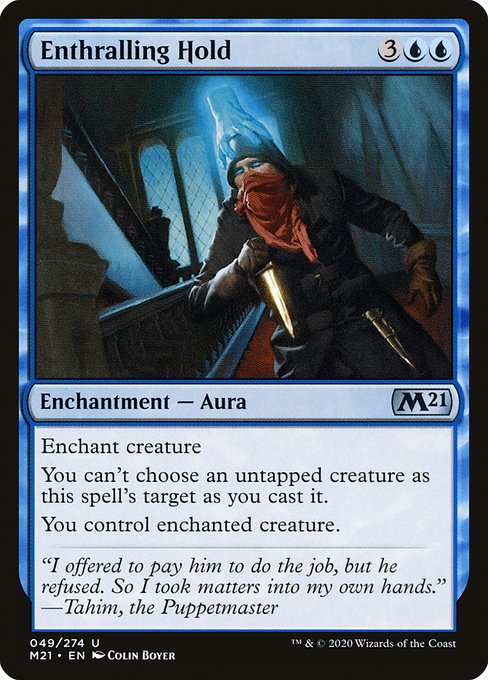 Enthralling Hold 3
Enchantment — Aura M21
Enchant creature
You can't choose an untapped creature as
this spell's target as you cast it.
You control enchanted creature.
“I offered to pay him to do the job, but he
refused. So I took matters into my own hands.”
—Tahim, the Puppetmaster
049/274 U
M21 • EN Colin Boyer
™ & © 2020 Wizards of the Coast